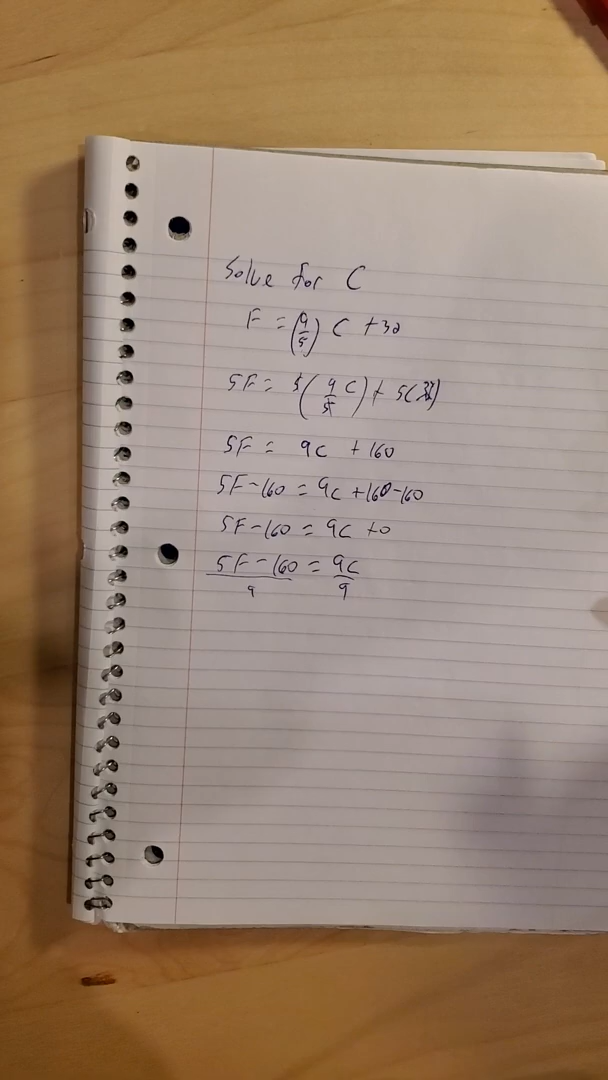 Solve for C
F = (9/5) C + 32
5F = 5(9/5 C) + 5(32)
5F = 9C + 160
5F - 160 = 9C + 160 - 160
5F - 160 = 9C + 0
(5F - 160)/9 = 9C/9